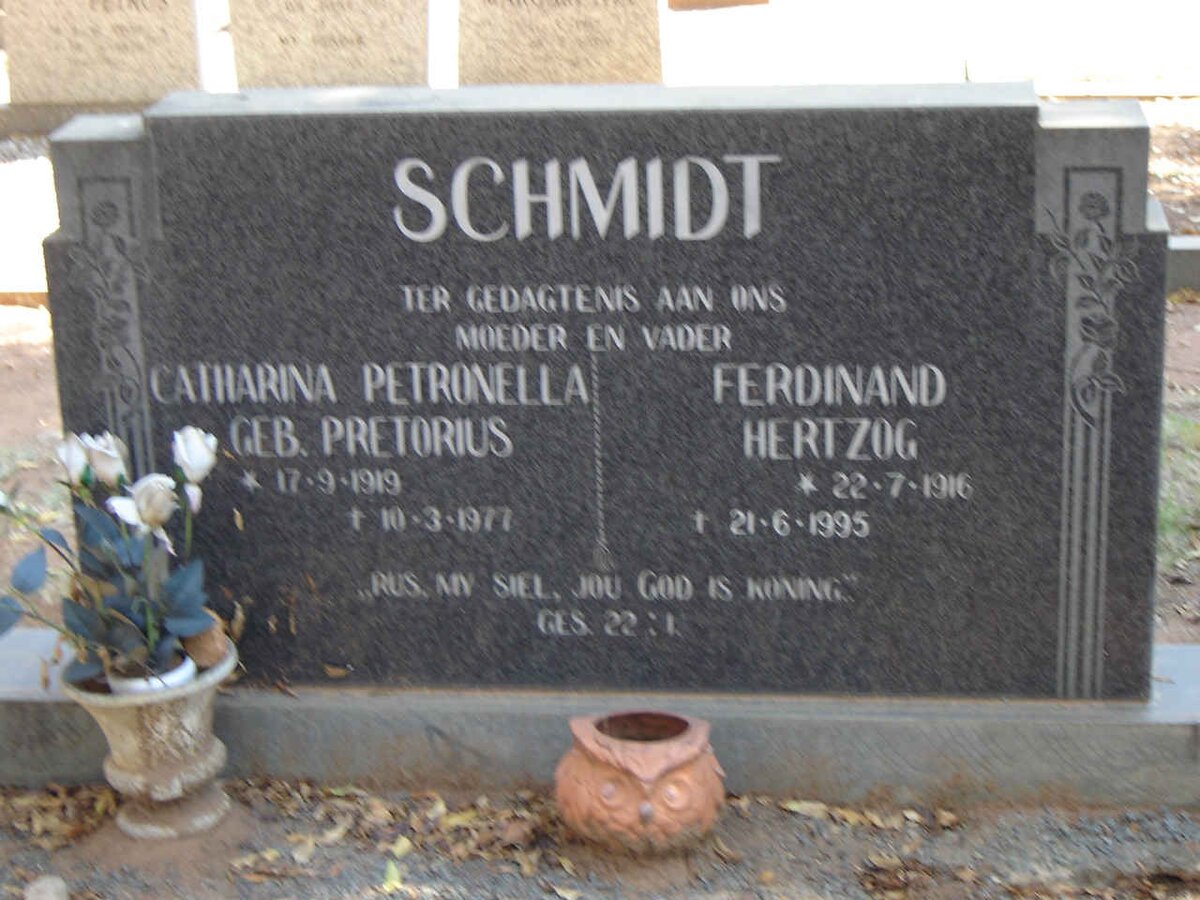 SCHMIDT
TER GEDAGTENIS AAN ONS
MOEDER EN VADER
CATHARINA PETRONELLA
GEB. PRETORIUS
* 17·9·1919
† 10·3·1977
FERDINAND
HERTZOG
* 22·7·1916
† 21·6·1995
„RUS, MY SIEL, JOU GOD IS KONING."
GES. 22 : 1.